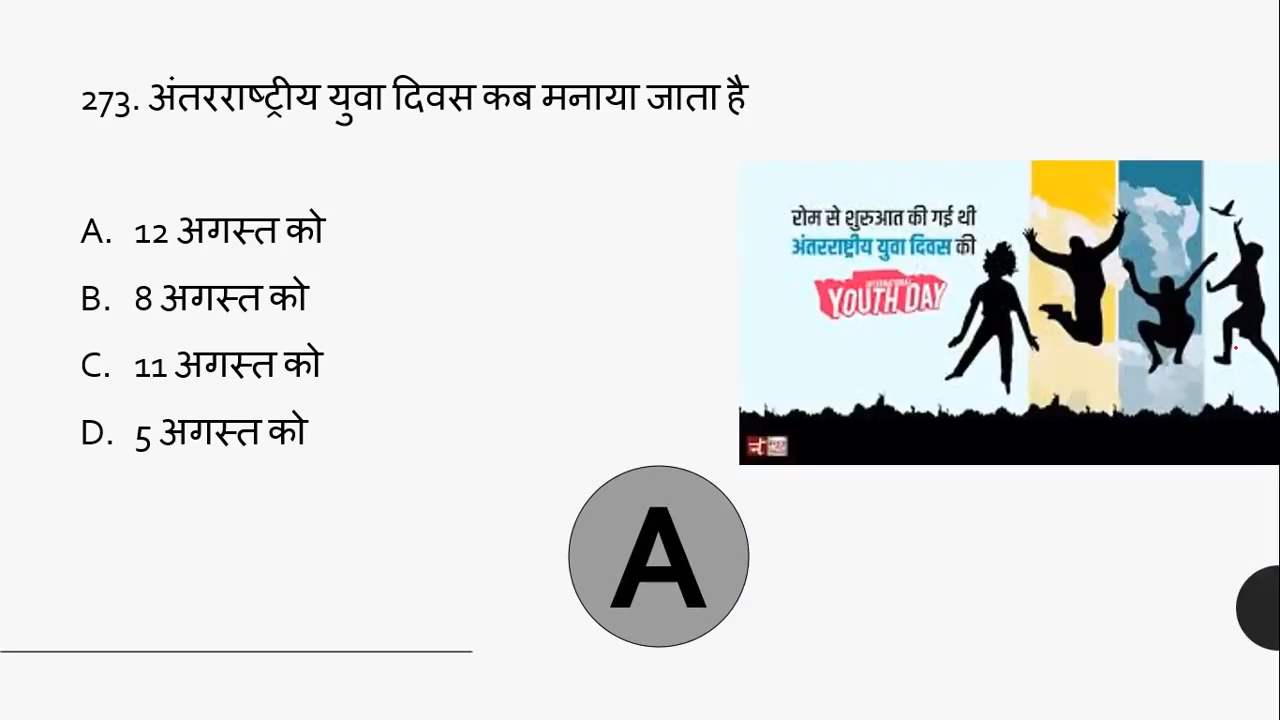 273. अंतरराष्ट्रीय युवा दिवस कब मनाया जाता है
A. 12 अगस्त को
B. 8 अगस्त को
C. 11 अगस्त को
D. 5 अगस्त को
रोम से शुरुआत की गई थी
अंतरराष्ट्रीय युवा दिवस की
INTERNATIONAL
YOUTH DAY
A